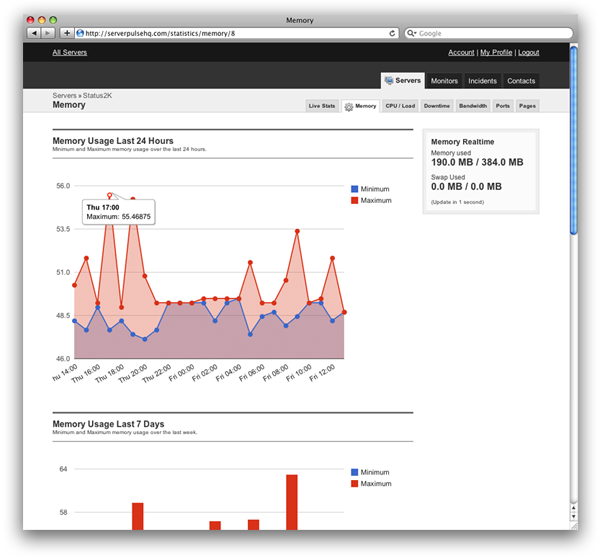 Memory
http://serverpulsehq.com/statistics/memory/8
Google
All Servers
Account | My Profile | Logout
Servers Monitors Incidents Contacts
Servers » Status2K
Memory
Live Stats Memory CPU / Load Downtime Bandwidth Ports Pages
Memory Usage Last 24 Hours
Minimum and Maximum memory usage over the last 24 hours.
Memory Realtime
Memory used
190.0 MB / 384.0 MB
Swap Used
0.0 MB / 0.0 MB
(Update in 1 second)
56.0
53.5
51.0
48.5
46.0
Minimum
Maximum
Thu 17:00
Maximum: 55.46875
hu 14:00
Thu 16:00
Thu 18:00
Thu 20:00
Thu 22:00
Fri 00:00
Fri 02:00
Fri 04:00
Fri 06:00
Fri 08:00
Fri 10:00
Fri 12:00
Memory Usage Last 7 Days
Minimum and Maximum memory usage over the last week.
64
58
Minimum
Maximum